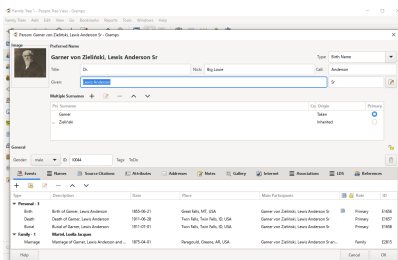 Family Tree 1 - People Tree View - Gramps
Family Trees Add Edit View Go Bookmarks Reports Tools Windows Help
Person: Garner von Zieliński, Lewis Anderson Sr - Gramps
Image
Preferred Name
Garner von Zieliński, Lewis Anderson Sr
Type: Birth Name
Title: Dr. Nick: Big Louie Call: Anderson
Given: Lewis Anderson Sr
Multiple Surnames
Surname Origin Primary
Garner Taken
Zieliński Inherited
General
Gender: male ID: I0044 Tags: ToDo
Events Names Source Citations Attributes Addresses Notes Gallery Internet Associations LDS References
Type Description Date Place Main Participants Role ID
Personal - 3
Birth Birth of Garner, Lewis Anderson 1855-06-21 Great Falls, MT, USA Garner von Zieliński, Lewis Anderson Sr Primary E1656
Death Death of Garner, Lewis Anderson 1911-06-28 Twin Falls, Twin Falls, ID, USA Garner von Zieliński, Lewis Anderson Sr Primary E1657
Burial Burial of Garner, Lewis Anderson 1911-07-01 Twin Falls, Twin Falls, ID, USA Garner von Zieliński, Lewis Anderson Sr Primary E1658
Family - 1 Martel, Luella Jacques
Marriage Marriage of Garner, Lewis Anderson and ... 1875-04-01 Paragould, Greene, AR, USA Garner von Zieliński, Lewis Anderson Sr an... Family E2815
Help Cancel OK